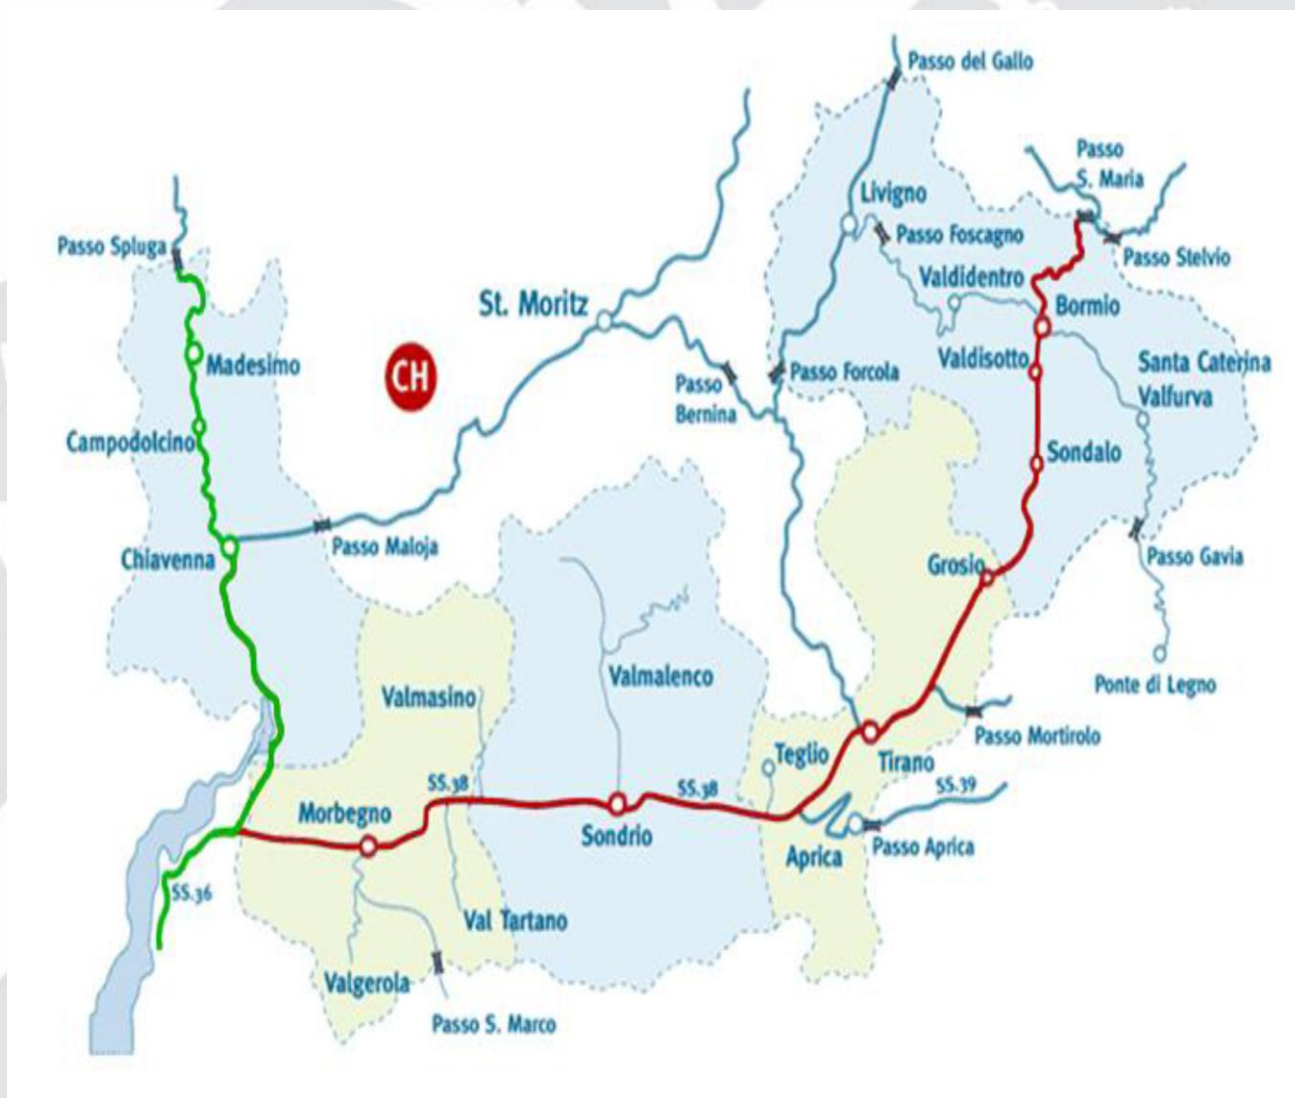 Passo del Gallo
Passo
S. Maria
Livigno
Passo Spluga
Passo Foscagno
Passo Stelvio
Valdidentro
St. Moritz
Bormio
Madesimo
CH
Passo
Bernina
Passo Forcola
Valdisotto
Santa Caterina
Valfurva
Campodolcino
Sondalo
Chiavenna
Passo Maloja
Grosio
Passo Gavia
Valmalenco
Ponte di Legno
Valmasino
Passo Mortirolo
Teglio
Tirano
SS.38
SS.38
SS.39
Morbegno
Sondrio
Aprica
Passo Aprica
SS.36
Val Tartano
Valgerola
Passo S. Marco